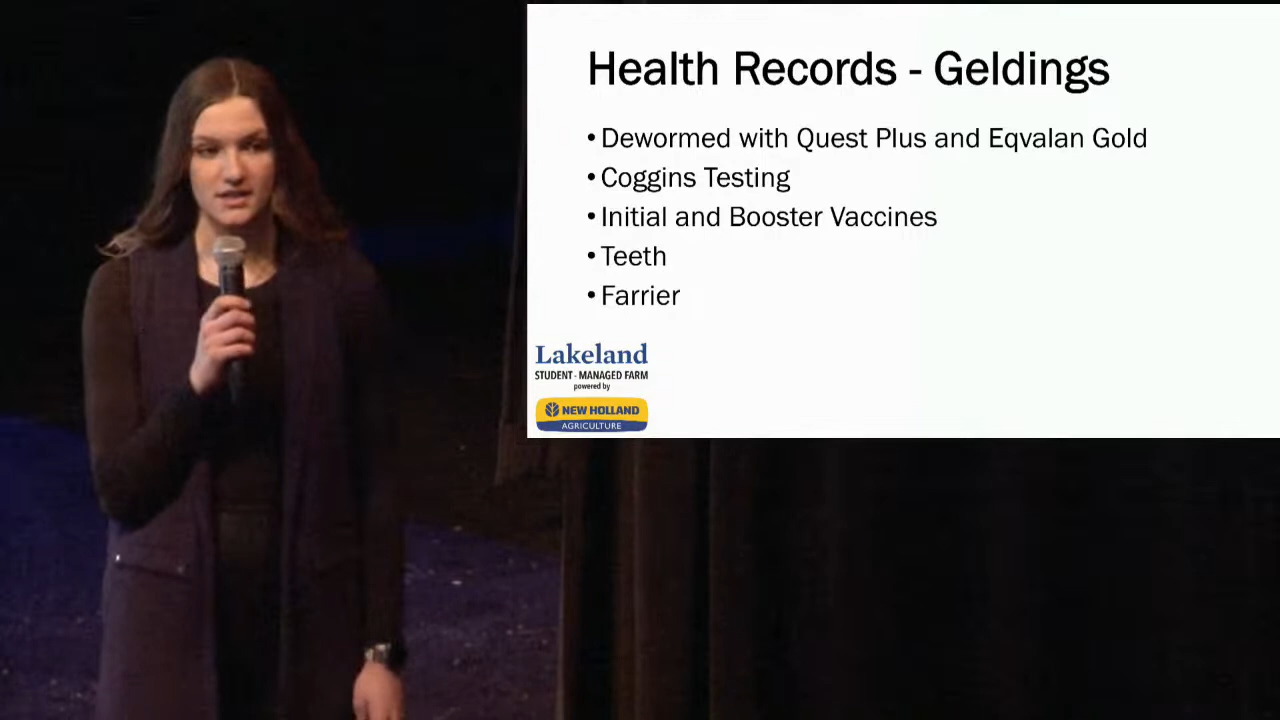 Health Records - Geldings
• Dewormed with Quest Plus and Eqvalan Gold
• Coggins Testing
• Initial and Booster Vaccines
• Teeth
• Farrier
Lakeland
STUDENT - MANAGED FARM
powered by
NEW HOLLAND
AGRICULTURE